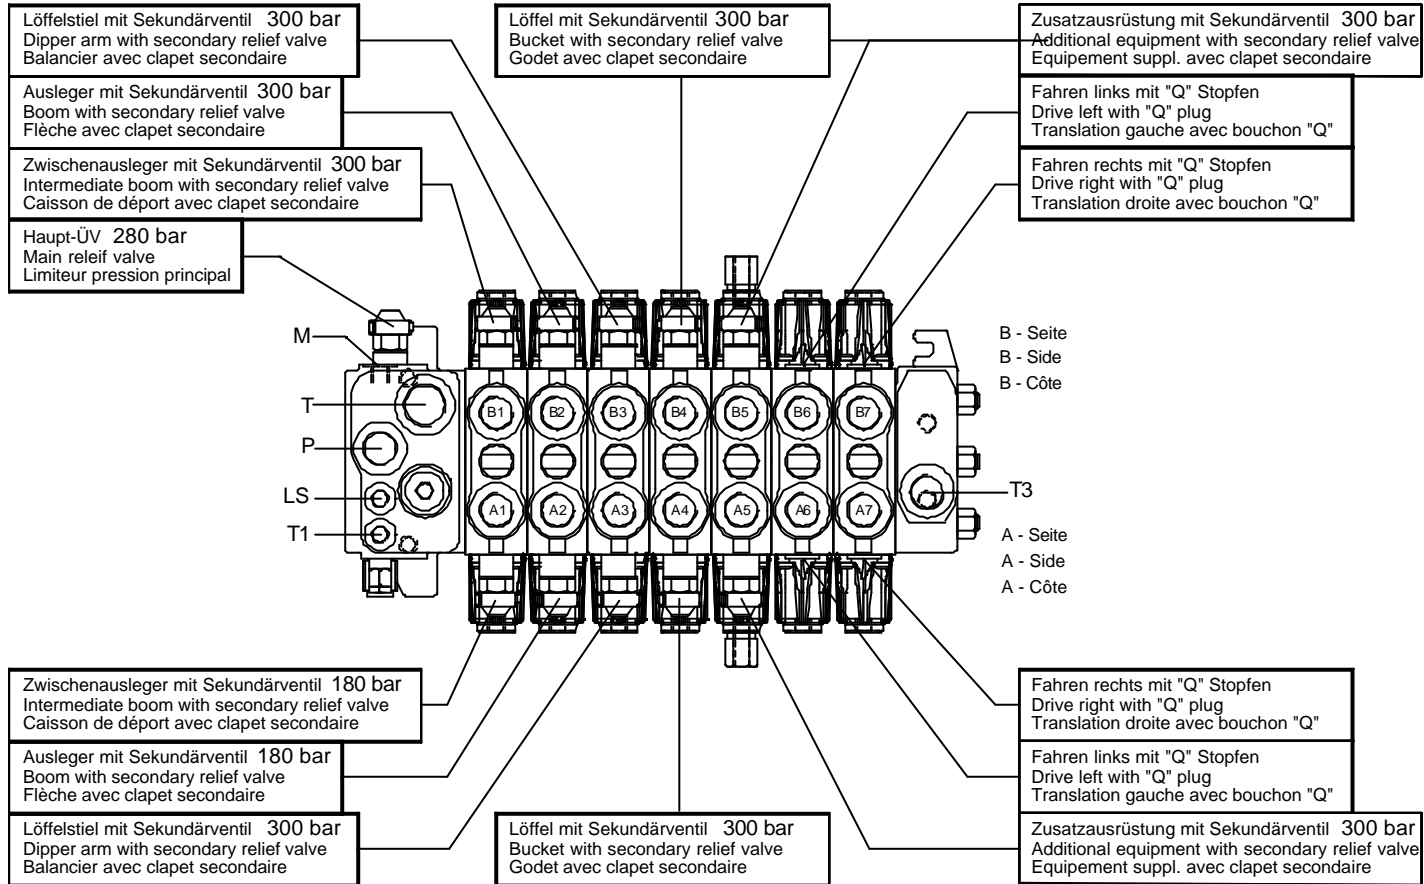 Löffelstiel mit Sekundärventil 300 bar
Dipper arm with secondary relief valve
Balancier avec clapet secondaire
Löffel mit Sekundärventil 300 bar
Bucket with secondary relief valve
Godet avec clapet secondaire
Zusatzausrüstung mit Sekundärventil 300 bar
Additional equipment with secondary relief valve
Equipement suppl. avec clapet secondaire
Ausleger mit Sekundärventil 300 bar
Boom with secondary relief valve
Flèche avec clapet secondaire
Fahren links mit "Q" Stopfen
Drive left with "Q" plug
Translation gauche avec bouchon "Q"
Zwischenausleger mit Sekundärventil 300 bar
Intermediate boom with secondary relief valve
Caisson de déport avec clapet secondaire
Fahren rechts mit "Q" Stopfen
Drive right with "Q" plug
Translation droite avec bouchon "Q"
Haupt-ÜV 280 bar
Main releif valve
Limiteur pression principal
M
T
P
LS
T1
B1
B2
B3
B4
B5
B6
B7
A1
A2
A3
A4
A5
A6
A7
B - Seite
B - Side
B - Côte
T3
A - Seite
A - Side
A - Côte
Zwischenausleger mit Sekundärventil 180 bar
Intermediate boom with secondary relief valve
Caisson de déport avec clapet secondaire
Fahren rechts mit "Q" Stopfen
Drive right with "Q" plug
Translation droite avec bouchon "Q"
Ausleger mit Sekundärventil 180 bar
Boom with secondary relief valve
Flèche avec clapet secondaire
Fahren links mit "Q" Stopfen
Drive left with "Q" plug
Translation gauche avec bouchon "Q"
Löffelstiel mit Sekundärventil 300 bar
Dipper arm with secondary relief valve
Balancier avec clapet secondaire
Löffel mit Sekundärventil 300 bar
Bucket with secondary relief valve
Godet avec clapet secondaire
Zusatzausrüstung mit Sekundärventil 300 bar
Additional equipment with secondary relief valve
Equipement suppl. avec clapet secondaire